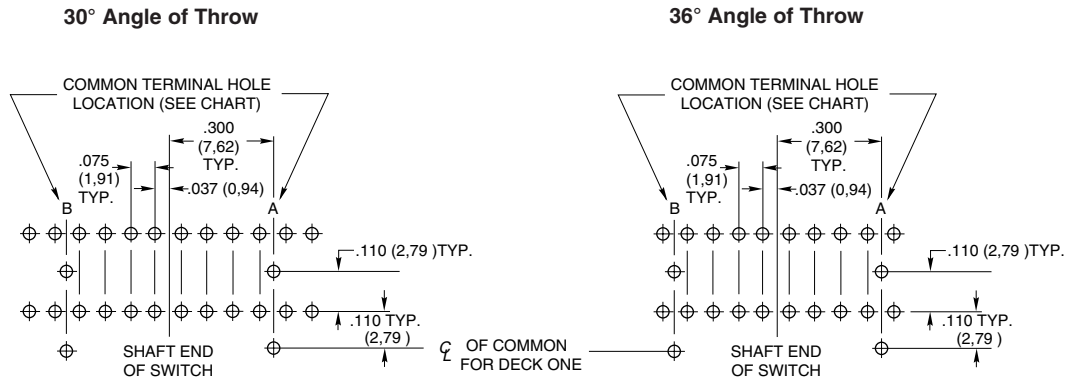 30° Angle of Throw
COMMON TERMINAL HOLE
LOCATION (SEE CHART)
.300
(7,62)
TYP.
.075
(1,91)
TYP.
.037 (0,94)
B
A
.110 (2,79 )TYP.
.110 TYP.
(2,79 )
SHAFT END
OF SWITCH
℄ OF COMMON
FOR DECK ONE
36° Angle of Throw
COMMON TERMINAL HOLE
LOCATION (SEE CHART)
.300
(7,62)
TYP.
.075
(1,91)
TYP.
.037 (0,94)
B
A
.110 (2,79 )TYP.
.110 TYP.
(2,79 )
SHAFT END
OF SWITCH